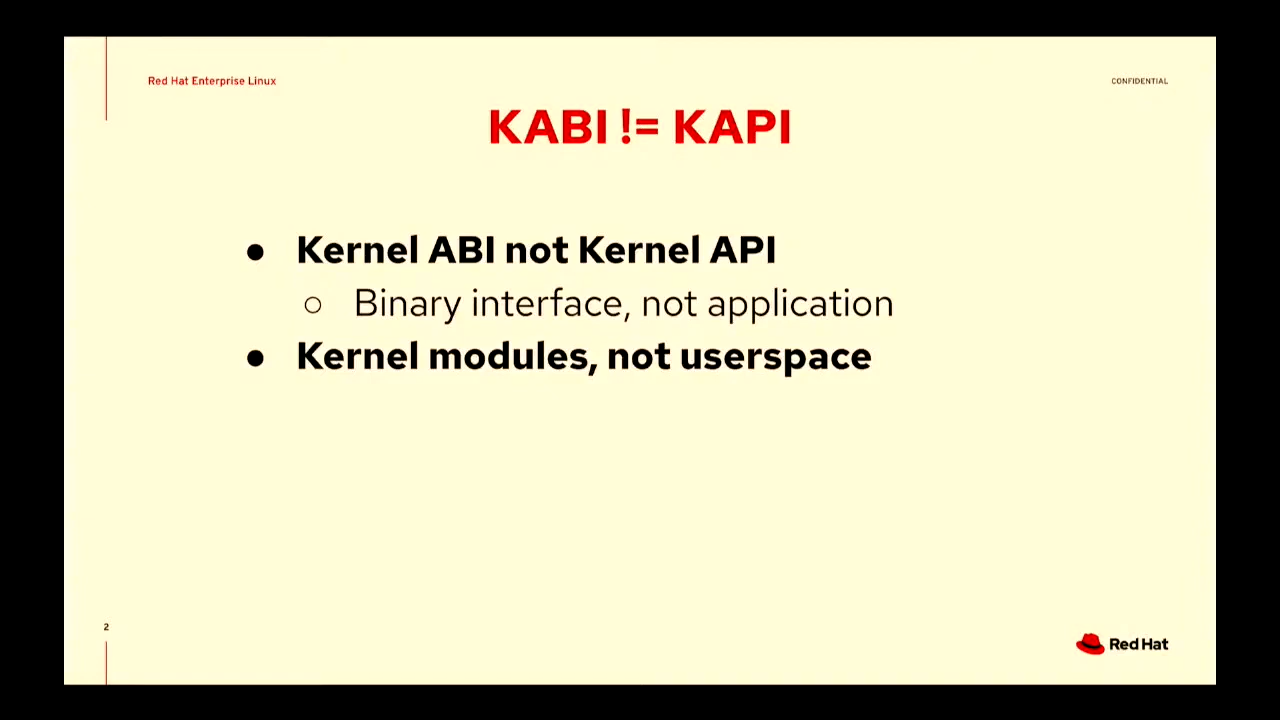 Red Hat Enterprise Linux
CONFIDENTIAL
KABI != KAPI
● Kernel ABI not Kernel API
○ Binary interface, not application
● Kernel modules, not userspace
2
Red Hat